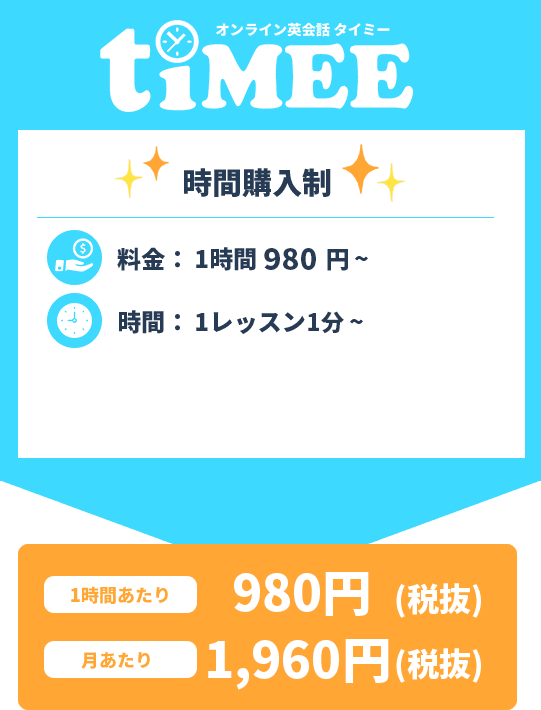 オンライン英会話 タイミー
tiMEE
時間購入制
料金： 1時間 980 円 ~
時間： 1レッスン1分 ~
1時間あたり 980円 (税抜)
月あたり 1,960円 (税抜)